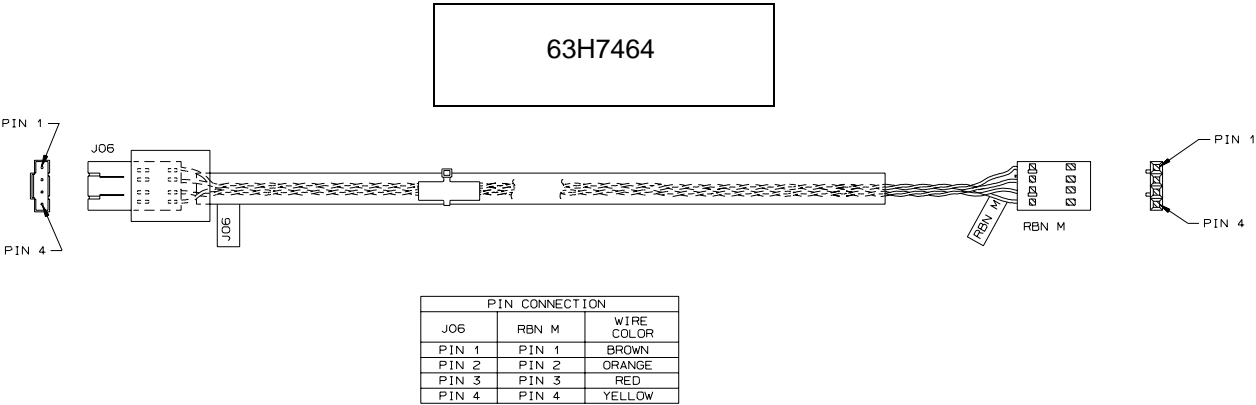 63H7464
PIN 1
J06
PIN 4
J06
RBN M
RBN M
PIN 1
PIN 4
PIN CONNECTION
J06 RBN M WIRE COLOR
PIN 1 PIN 1 BROWN
PIN 2 PIN 2 ORANGE
PIN 3 PIN 3 RED
PIN 4 PIN 4 YELLOW